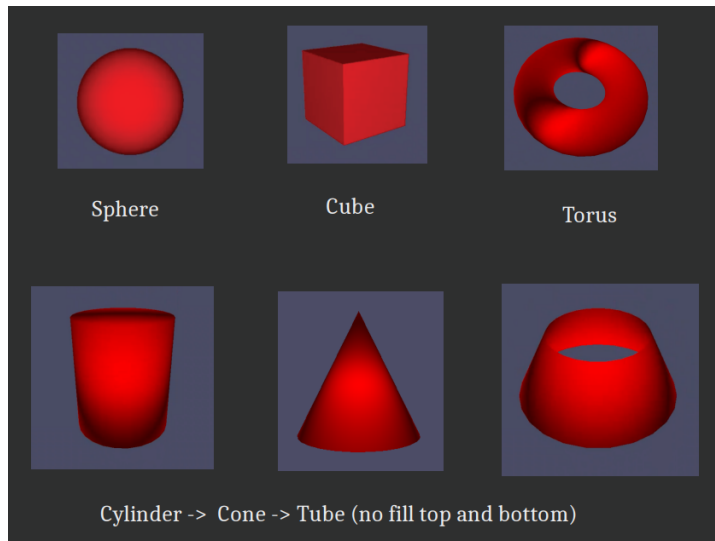 Sphere
Cube
Torus
Cylinder -> Cone -> Tube (no fill top and bottom)